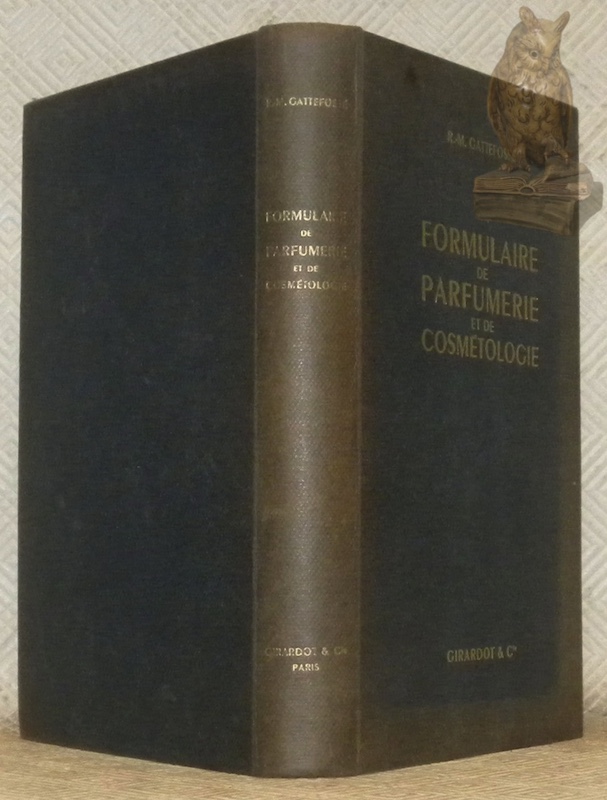 R.-M. GATTEFOSSÉ
FORMULAIRE
DE
PARFUMERIE
ET DE
COSMÉTOLOGIE
GIRARDOT & Cie
PARIS
R.-M.
FORMULAIRE
DE
PARFUMERIE
ET DE
COSMÉTOLOGIE
GIRARDOT & Cie